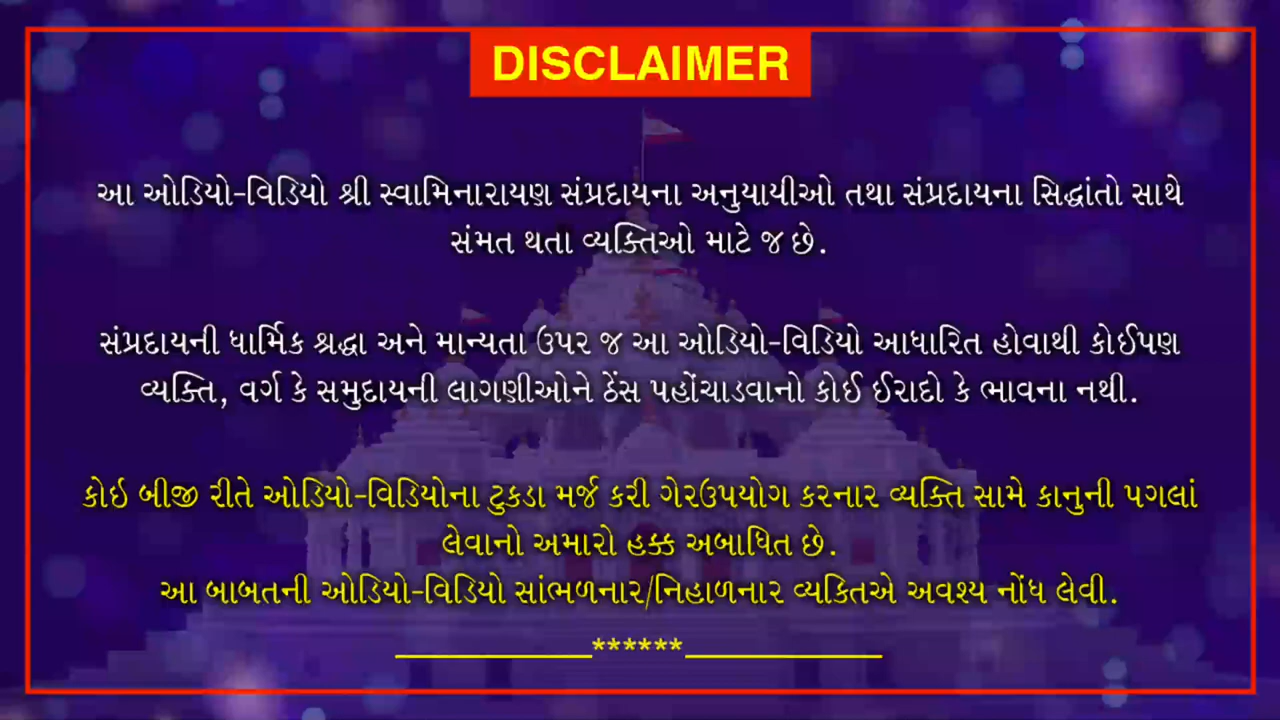 DISCLAIMER
આ ઓડિયો-વિડિયો શ્રી સ્વામિનારાયણ સંપ્રદાયના અનુયાયીઓ તથા સંપ્રદાયના સિદ્ધાંતો સાથે
સંમત થતા વ્યક્તિઓ માટે જ છે.
સંપ્રદાયની ધાર્મિક શ્રદ્ધા અને માન્યતા ઉપર જ આ ઓડિયો-વિડિયો આધારિત હોવાથી કોઈપણ
વ્યક્તિ, વર્ગ કે સમુદાયની લાગણીઓને ઠેંસ પહોંચાડવાનો કોઈ ઈરાદો કે ભાવના નથી.
કોઇ બીજી રીતે ઓડિયો-વિડિયોના ટુકડા મર્જ કરી ગેરઉપયોગ કરનાર વ્યક્તિ સામે કાનુની પગલાં
લેવાનો અમારો હક્ક અબાધિત છે.
આ બાબતની ઓડિયો-વિડિયો સાંભળનાર/નિહાળનાર વ્યકિતએ અવશ્ય નોંધ લેવી.
_____________******_____________